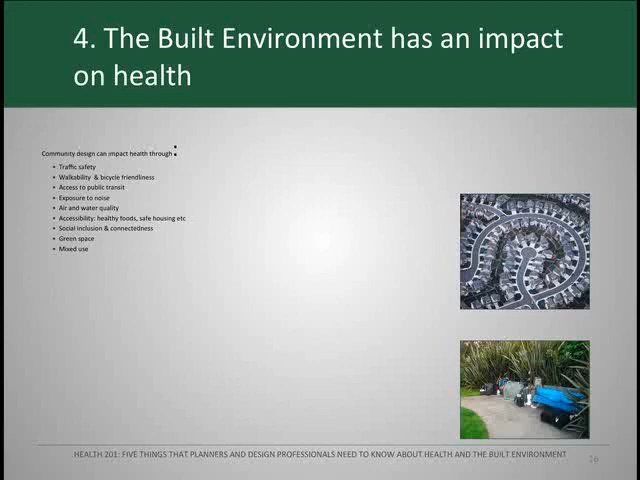 4. The Built Environment has an impact
on health
Community design can impact health through:
• Traffic safety
• Walkability & bicycle friendliness
• Access to public transit
• Exposure to noise
• Air and water quality
• Accessibility: healthy foods, safe housing etc
• Social inclusion & connectedness
• Green space
• Mixed use
HEALTH 201: FIVE THINGS THAT PLANNERS AND DESIGN PROFESSIONALS NEED TO KNOW ABOUT HEALTH AND THE BUILT ENVIRONMENT
26